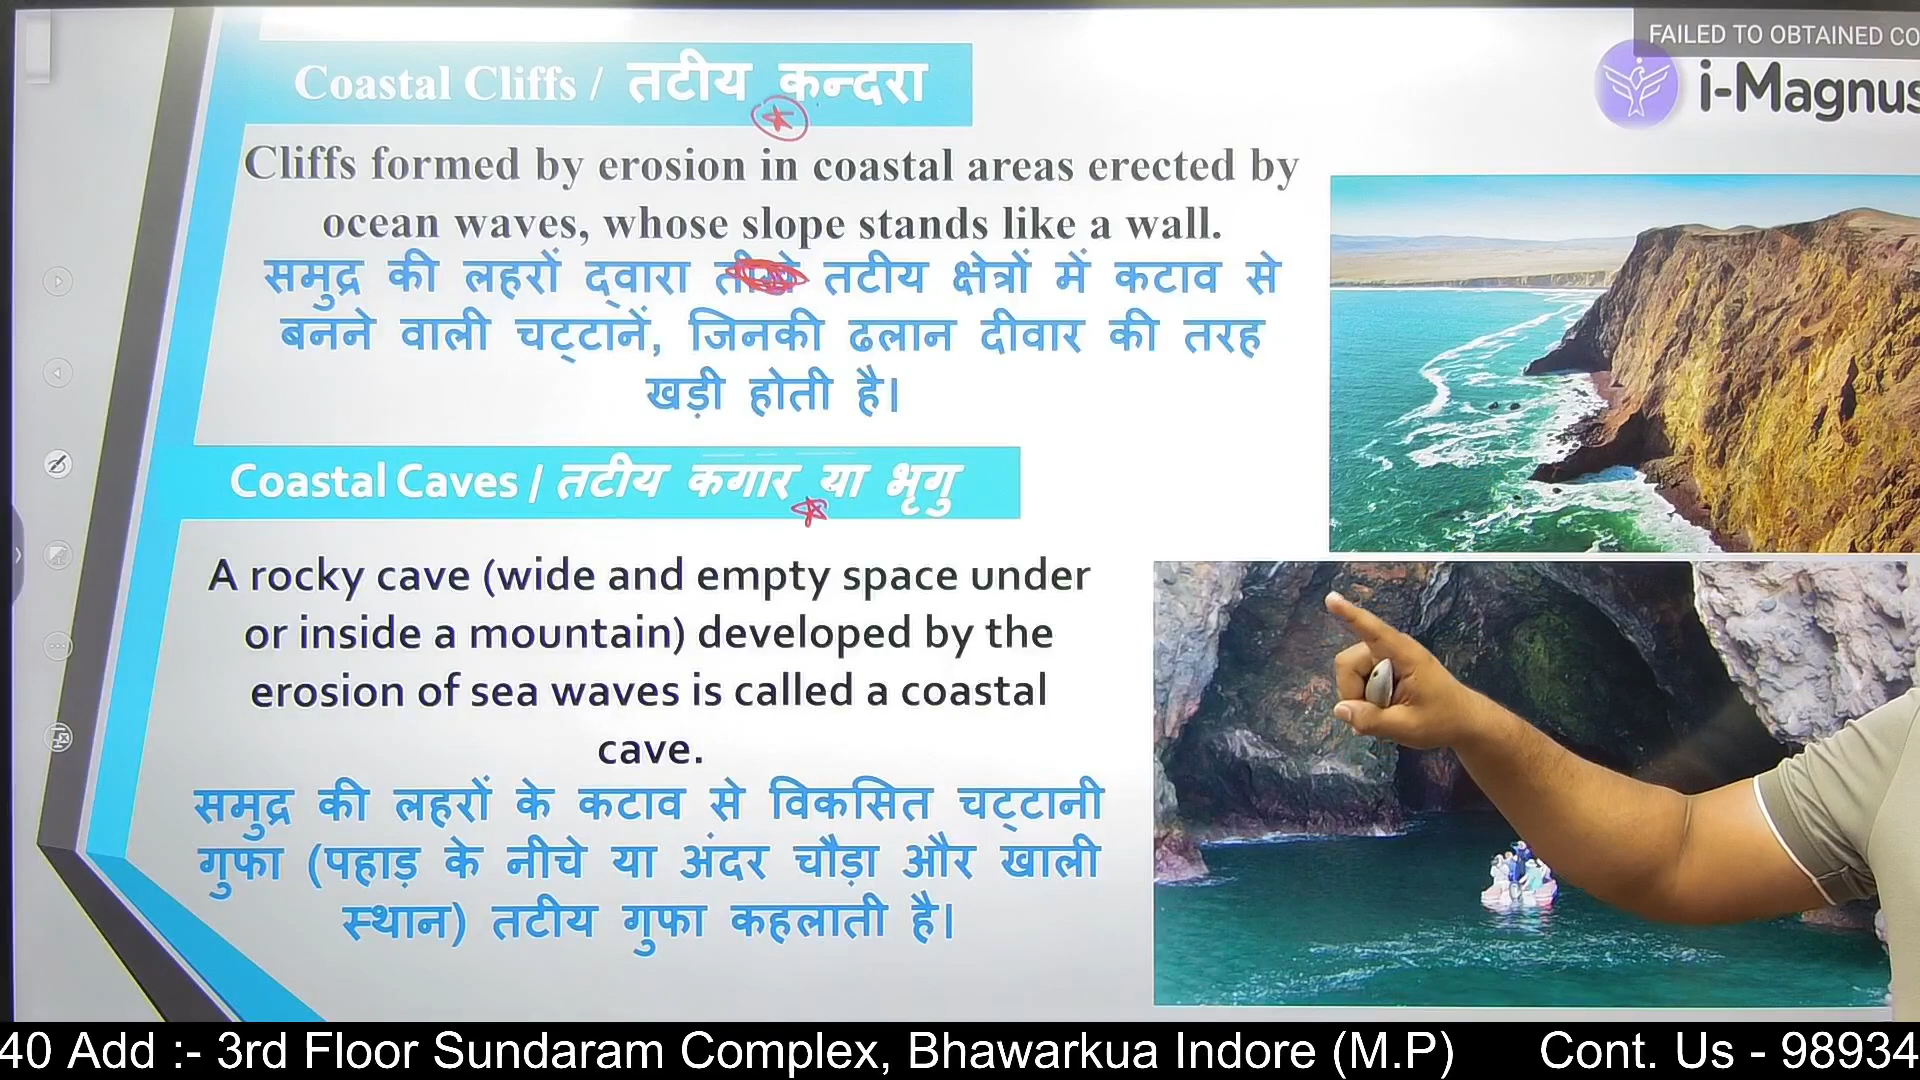 FAILED TO OBTAINED CO
i-Magnus
Coastal Cliffs / तटीय कन्दरा
Cliffs formed by erosion in coastal areas erected by
ocean waves, whose slope stands like a wall.
समुद्र की लहरों द्वारा तटीय क्षेत्रों में कटाव से
बनने वाली चट्टानें, जिनकी ढलान दीवार की तरह
खड़ी होती है।
Coastal Caves / तटीय कगार या भृगु
A rocky cave (wide and empty space under
or inside a mountain) developed by the
erosion of sea waves is called a coastal
cave.
समुद्र की लहरों के कटाव से विकसित चट्टानी
गुफा (पहाड़ के नीचे या अंदर चौड़ा और खाली
स्थान) तटीय गुफा कहलाती है।
40 Add :- 3rd Floor Sundaram Complex, Bhawarkua Indore (M.P) Cont. Us - 98934